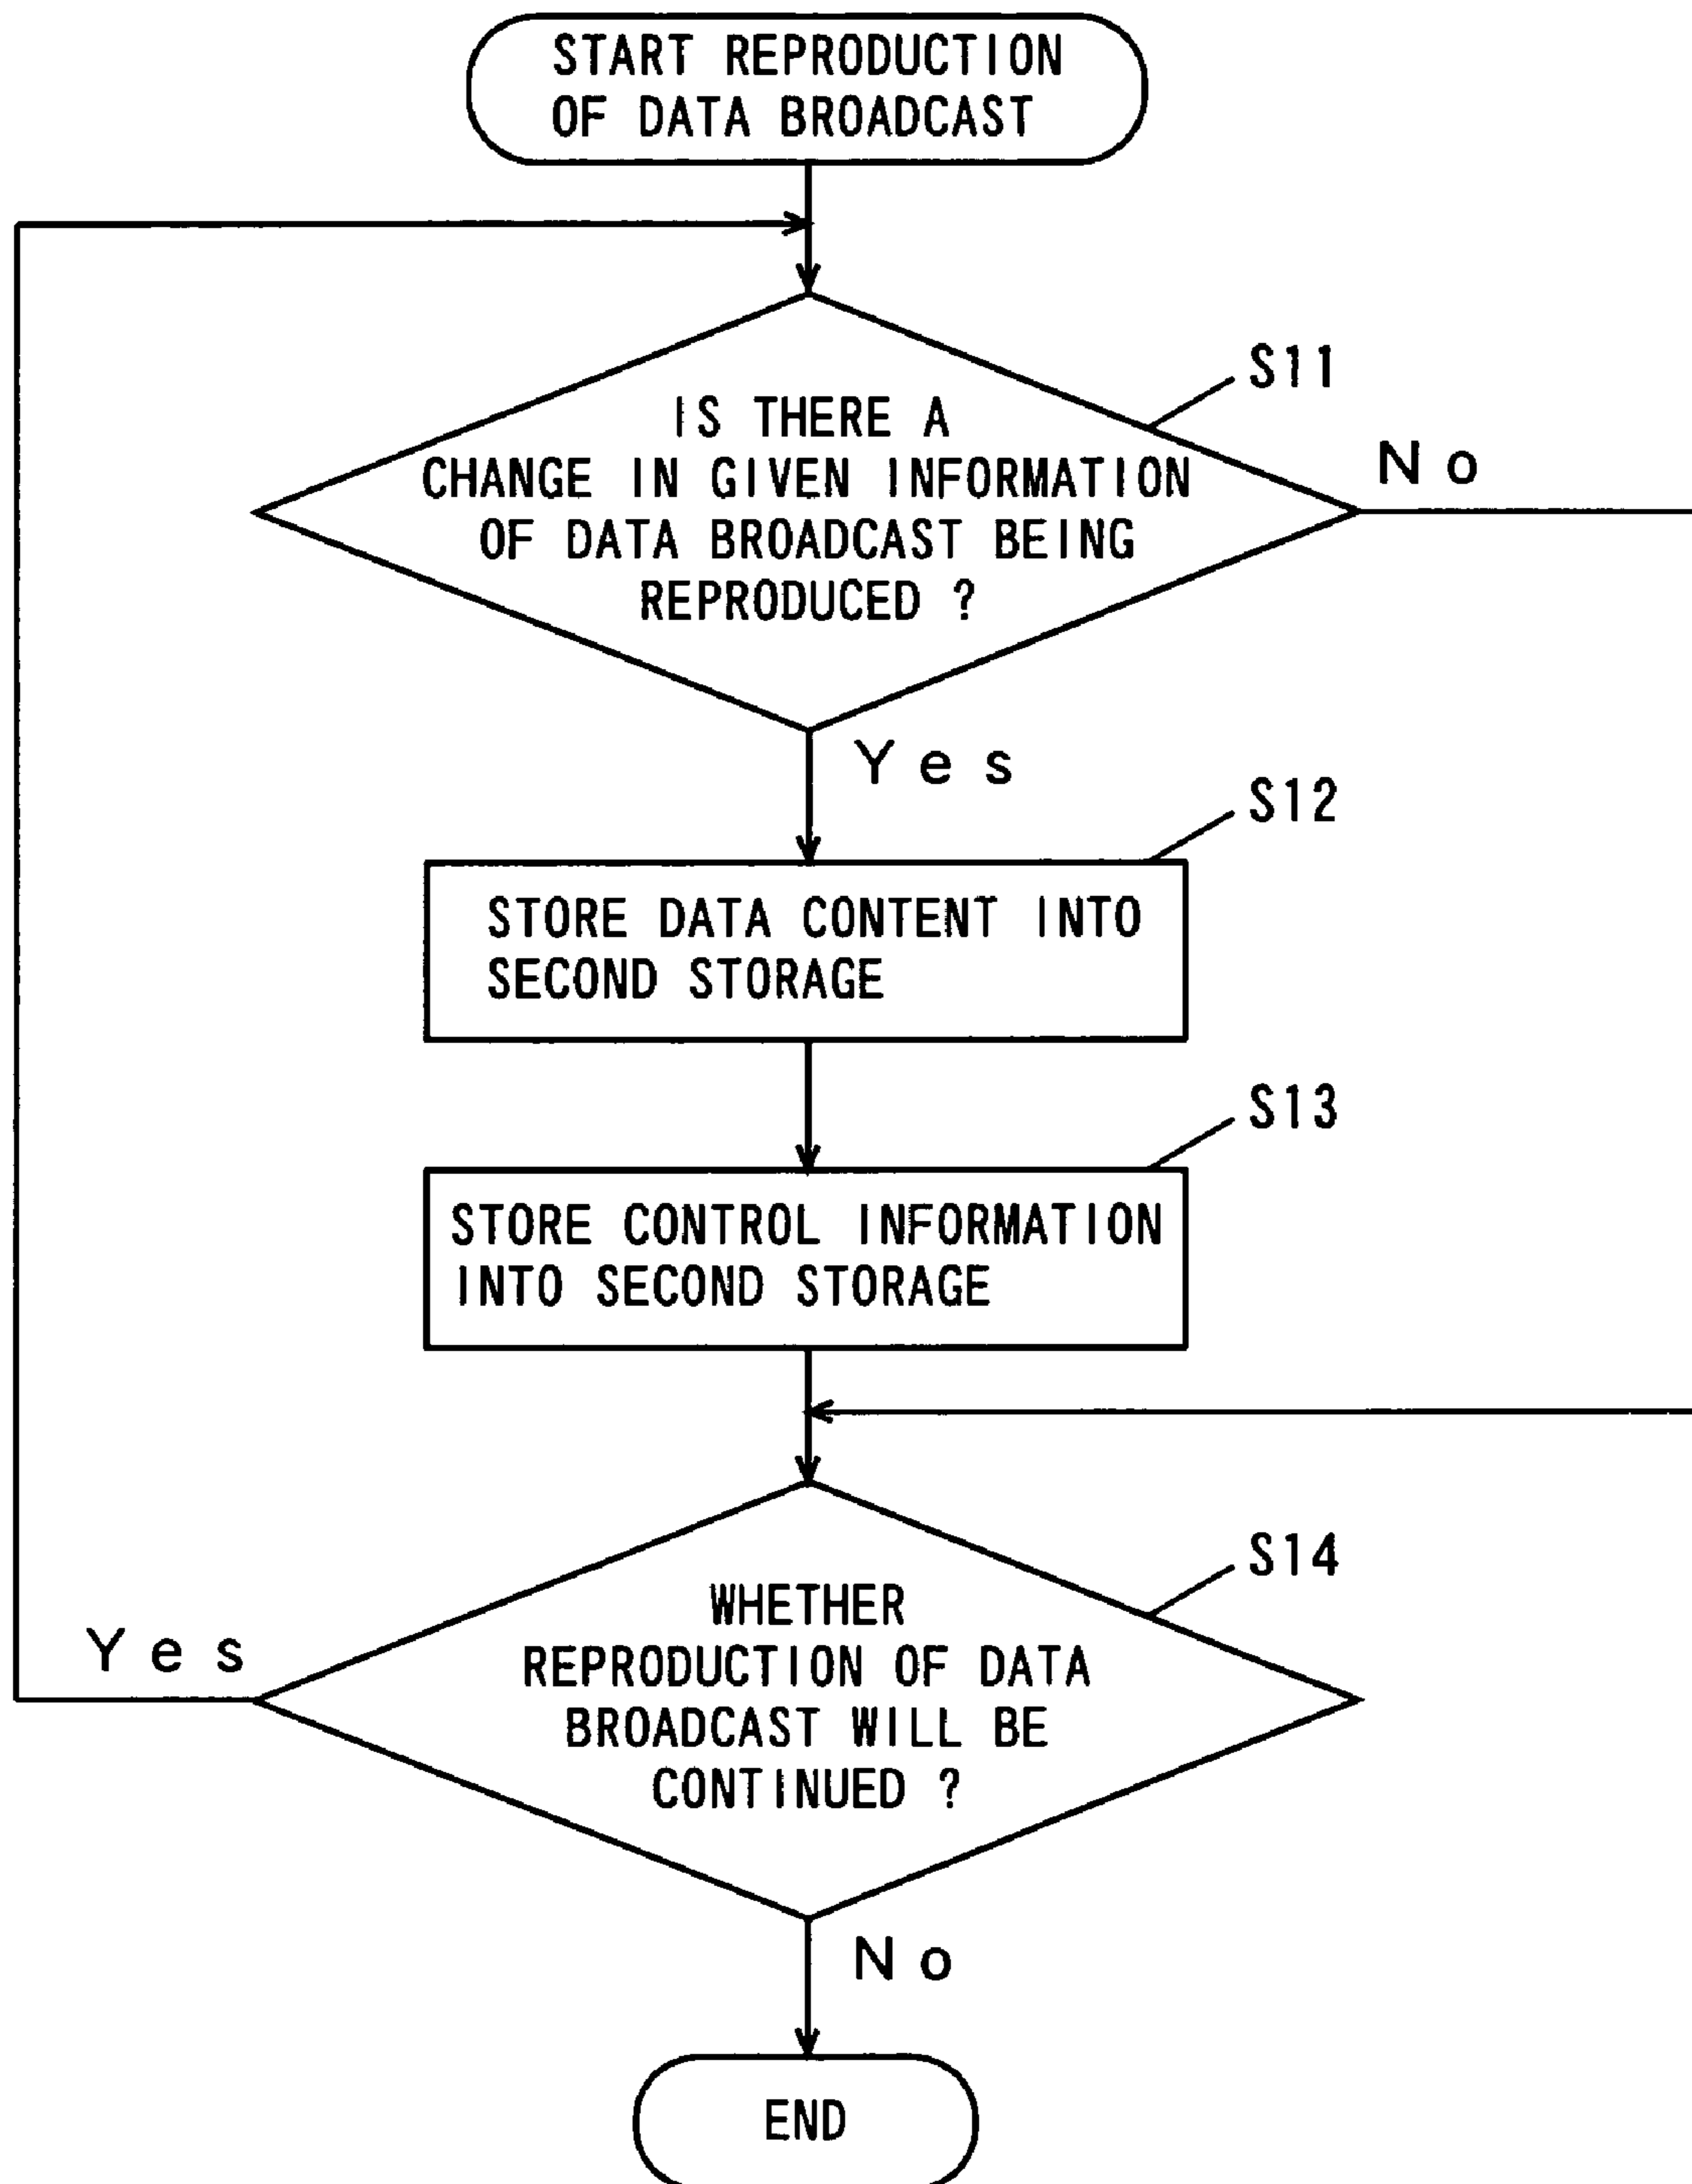 START REPRODUCTION
OF DATA BROADCAST
S11
IS THERE A
CHANGE IN GIVEN INFORMATION
OF DATA BROADCAST BEING
REPRODUCED ?
No
Yes
S12
STORE DATA CONTENT INTO
SECOND STORAGE
S13
STORE CONTROL INFORMATION
INTO SECOND STORAGE
S14
WHETHER
REPRODUCTION OF DATA
BROADCAST WILL BE
CONTINUED ?
Yes
No
END